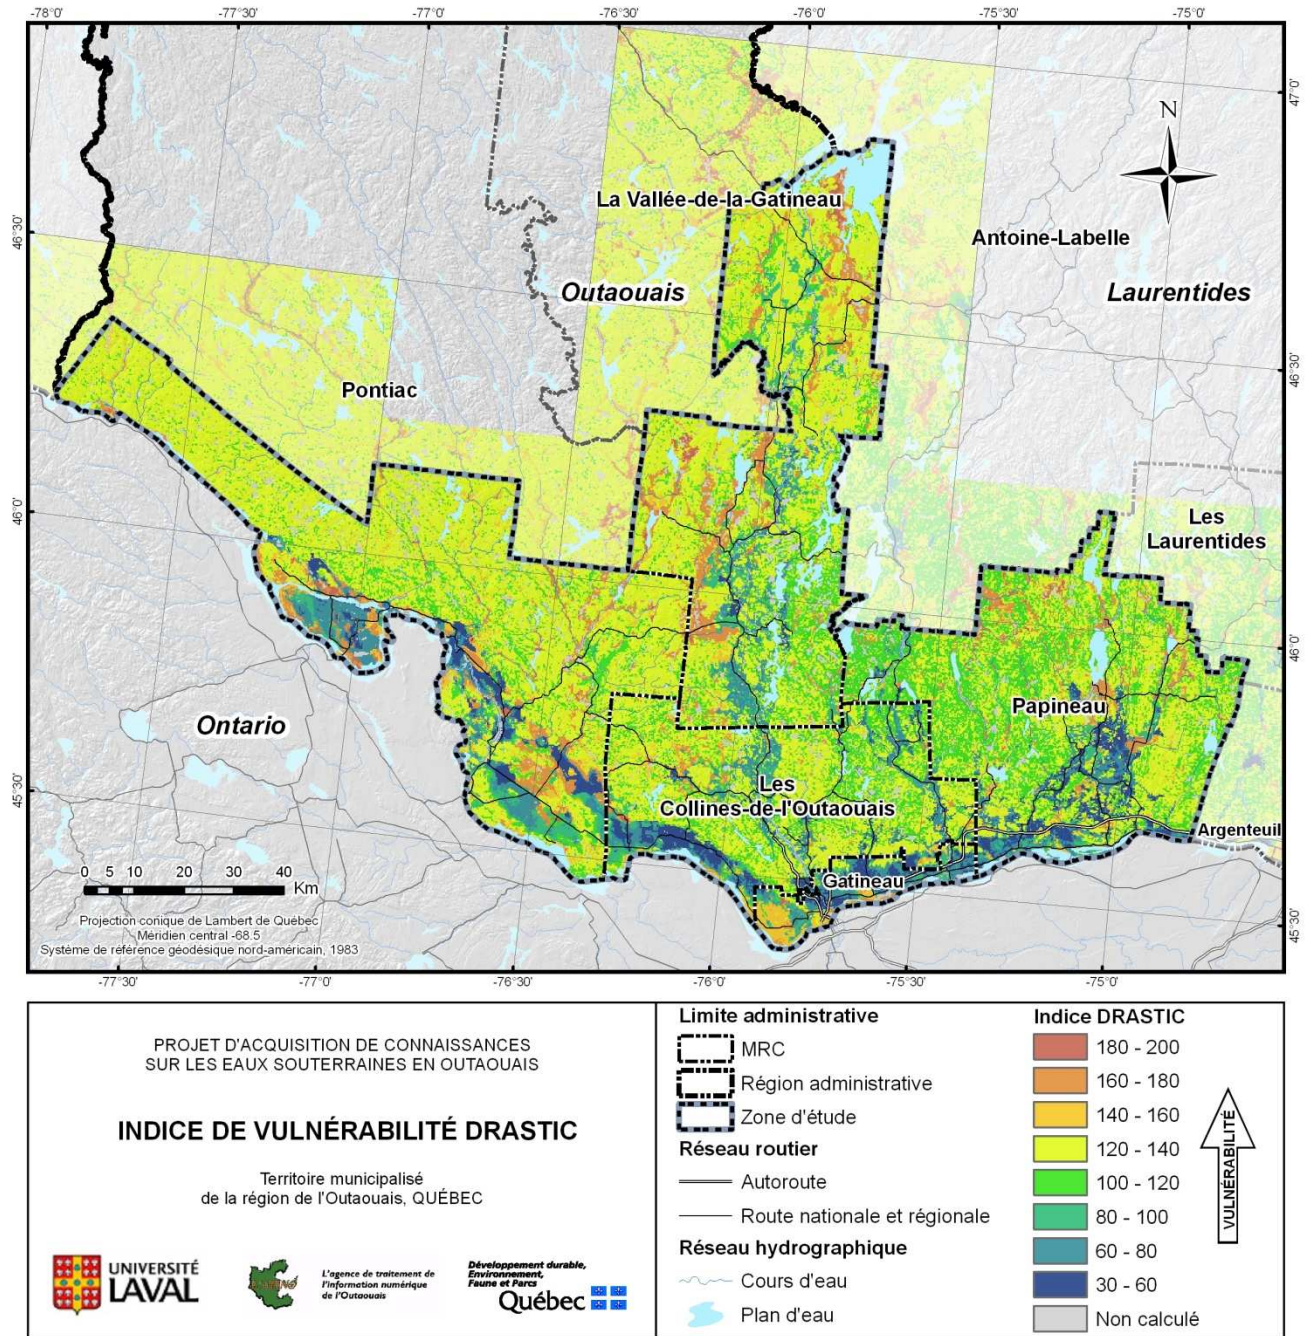 -78°0' -77°30' -77°0' -76°30' -76°0' -75°30' -75°0'
47°0'
N
La Vallée-de-la-Gatineau
46°30'
Antoine-Labelle
Outaouais
Laurentides
46°30'
Pontiac
46°0'
Les
Laurentides
46°0'
Papineau
Ontario
45°30'
Les
Collines-de-l'Outaouais
Argenteuil
Gatineau
0 5 10 20 30 40
Km
Projection conique de Lambert de Québec
Méridien central -68.5
Système de référence géodésique nord-américain, 1983
45°30'
-77°30' -77°0' -76°30' -76°0' -75°30' -75°0'
PROJET D'ACQUISITION DE CONNAISSANCES
SUR LES EAUX SOUTERRAINES EN OUTAOUAIS
INDICE DE VULNÉRABILITÉ DRASTIC
Territoire municipalisé
de la région de l'Outaouais, QUÉBEC
UNIVERSITÉ
LAVAL
L'agence de traitement de
l'information numérique
de l'Outaouais
Développement durable,
Environnement,
Faune et Parcs
Québec
Limite administrative
MRC
Région administrative
Zone d'étude
Réseau routier
Autoroute
Route nationale et régionale
Réseau hydrographique
Cours d'eau
Plan d'eau
Indice DRASTIC
180 - 200
160 - 180
140 - 160
120 - 140
100 - 120
80 - 100
60 - 80
30 - 60
Non calculé
VULNÉRABILITÉ